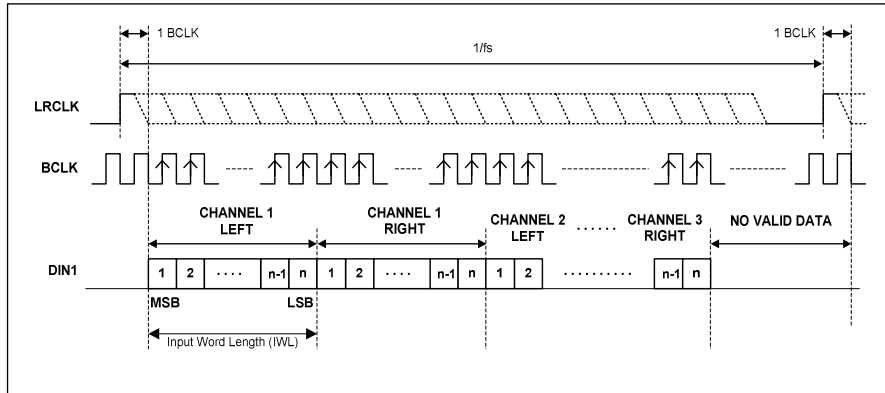 1 BCLK
1 BCLK
1/fs
LRCLK
BCLK
CHANNEL 1
LEFT
CHANNEL 1
RIGHT
CHANNEL 2
LEFT
CHANNEL 3
RIGHT
NO VALID DATA
DIN1
1 2 n-1 n 1 2 n-1 n 1 2 n-1 n
MSB LSB
Input Word Length (IWL)